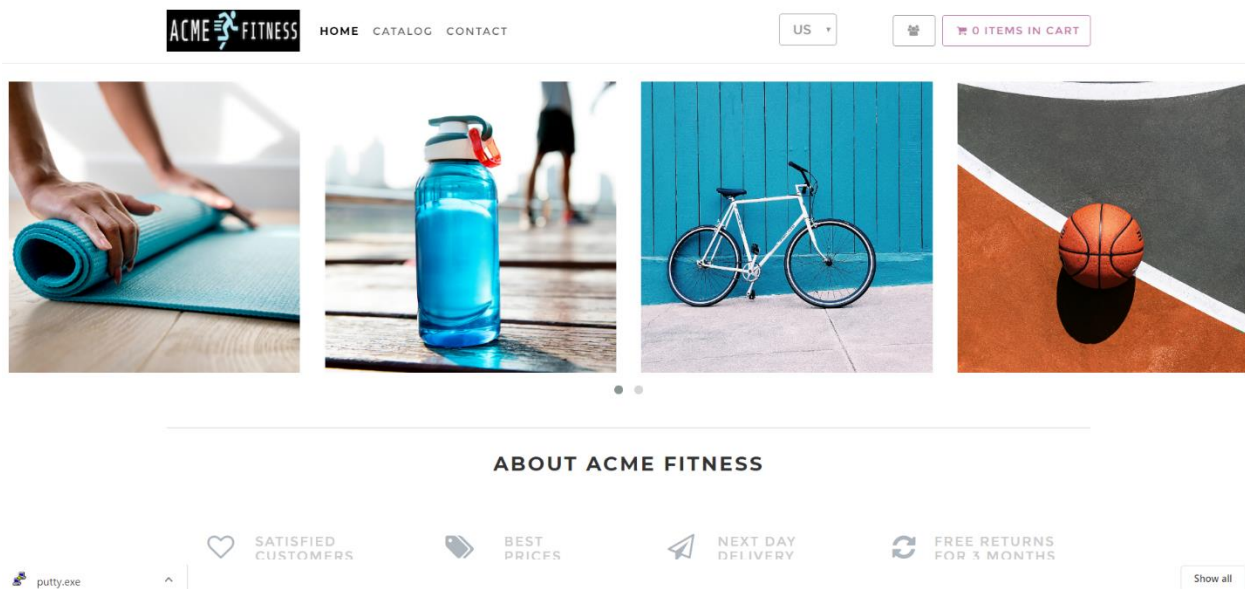 ACME FITNESS
HOME CATALOG CONTACT
US
0 ITEMS IN CART
ABOUT ACME FITNESS
SATISFIED
CUSTOMERS
BEST
PRICES
NEXT DAY
DELIVERY
FREE RETURNS
FOR 3 MONTHS
putty.exe
Show all